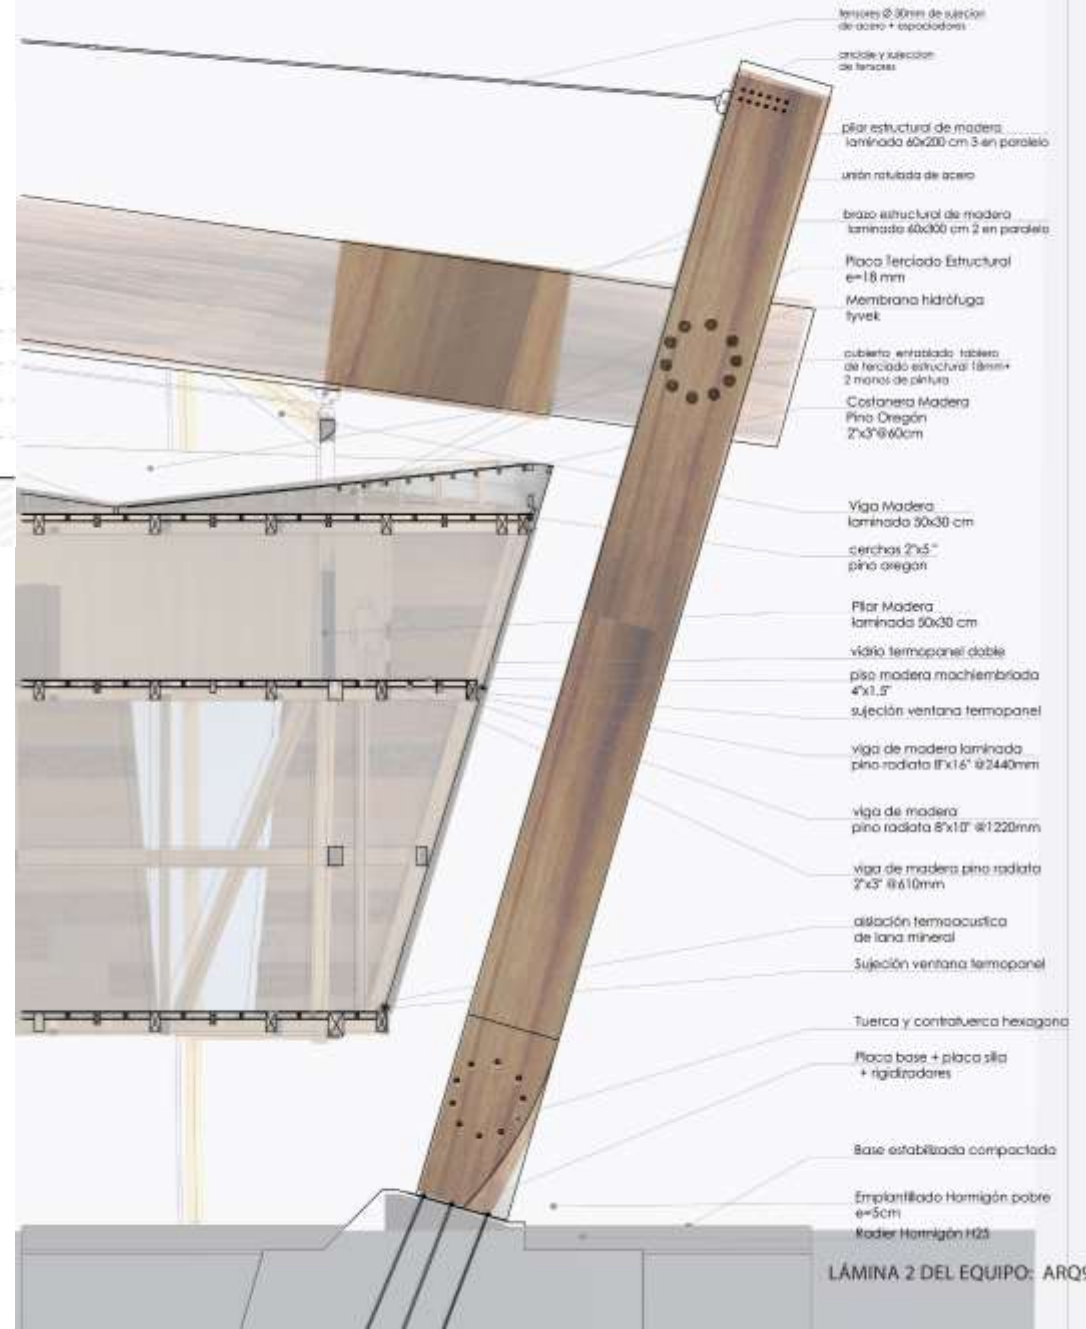 tensores Ø 50mm de sujecion
de acero + espaciadores
anclaje y sujeccion
de tensores
pilar estructural de madera
laminada 60x200 cm 3 en paralelo
unión rotulada de acero
brazo estructural de madera
laminada 60x300 cm 2 en paralelo
Placa Terciado Estructural
e=18 mm
Membrana hidrófuga
tyvek
cubierta entablado tablero
de terciado estructural 18mm+
2 manos de pintura
Costanera Madera
Pino Oregón
2"x3"@60cm
Viga Madera
laminada 50x30 cm
cerchas 2"x5"
pino oregon
Pilar Madera
laminada 50x30 cm
vidrio termopanel doble
piso madera machiembriada
4"x1.5"
sujeción ventana termopanel
viga de madera laminada
pino radiata 8"x16" @2440mm
viga de madera
pino radiata 8"x10" @1220mm
viga de madera pino radiata
2"x3" @610mm
aislación termoacustica
de lana mineral
Sujeción ventana termopanel
Tuerca y contratuerca hexagona
Placa base + placa silla
+ rigidizadores
Base estabilizada compactada
Emplantillado Hormigón pobre
e=5cm
Radier Hormigón H25
LÁMINA 2 DEL EQUIPO: ARQ9